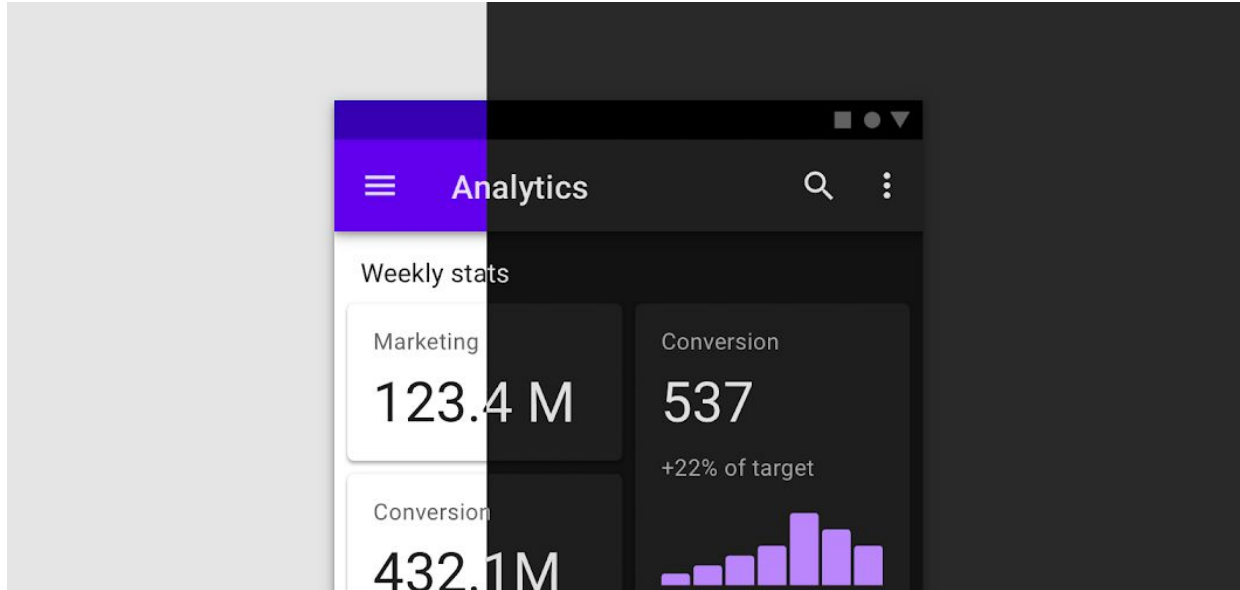 Analytics
Weekly stats
Marketing
123.4 M
Conversion
432.1M
Conversion
537
+22% of target